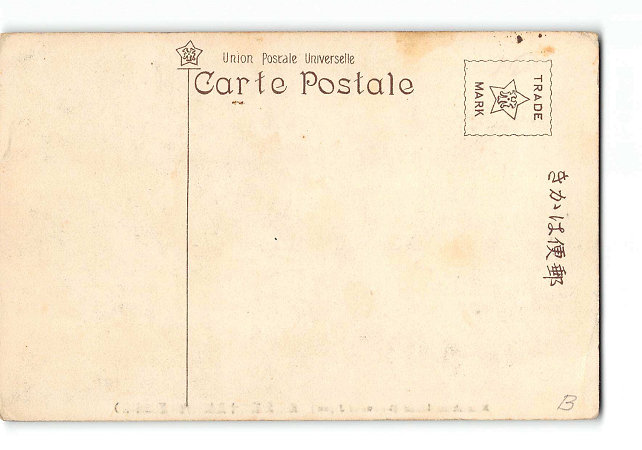 Union Postale Universelle
Carte Postale
TRADE
MARK
きかは便郵
B